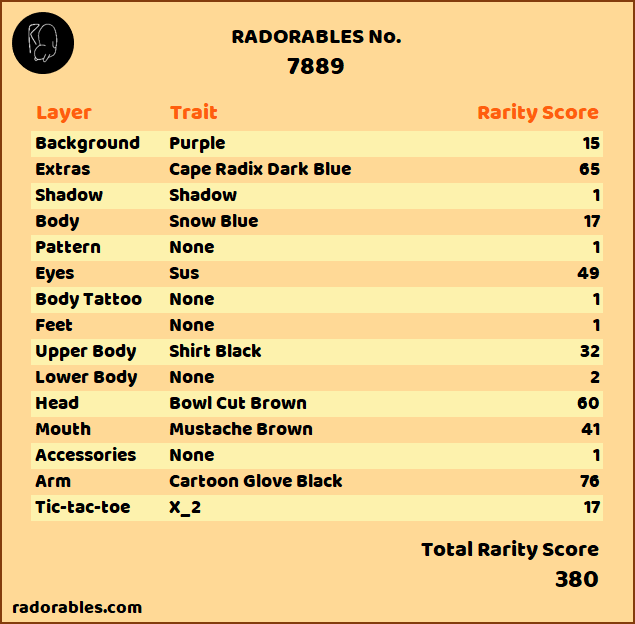 RADORABLES No.
7889
Layer Trait Rarity Score
Background Purple 15
Extras Cape Radix Dark Blue 65
Shadow Shadow 1
Body Snow Blue 17
Pattern None 1
Eyes Sus 49
Body Tattoo None 1
Feet None 1
Upper Body Shirt Black 32
Lower Body None 2
Head Bowl Cut Brown 60
Mouth Mustache Brown 41
Accessories None 1
Arm Cartoon Glove Black 76
Tic-tac-toe X_2 17
Total Rarity Score
380
radorables.com